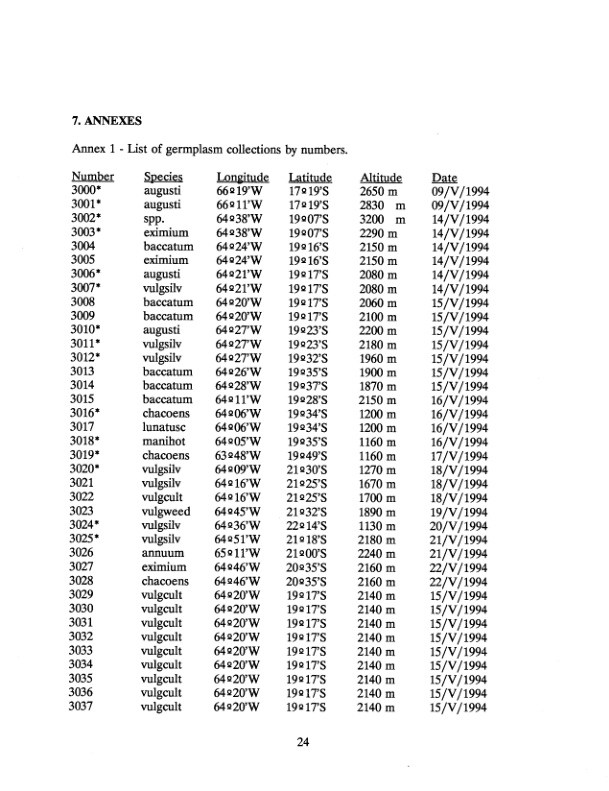 7. ANNEXES
Annex 1 - List of germplasm collections by numbers.
Number Species Longitude Latitude Altitude Date
3000* augusti 66º19'W 17º19'S 2650 m 09/V/1994
3001* augusti 66º11'W 17º19'S 2830 m 09/V/1994
3002* spp. 64º38'W 19º07'S 3200 m 14/V/1994
3003* eximium 64º38'W 19º07'S 2290 m 14/V/1994
3004 baccatum 64º24'W 19º16'S 2150 m 14/V/1994
3005 eximium 64º24'W 19º16'S 2150 m 14/V/1994
3006* augusti 64º21'W 19º17'S 2080 m 14/V/1994
3007* vulgsilv 64º21'W 19º17'S 2080 m 14/V/1994
3008 baccatum 64º20'W 19º17'S 2060 m 15/V/1994
3009 baccatum 64º20'W 19º17'S 2100 m 15/V/1994
3010* augusti 64º27'W 19º23'S 2200 m 15/V/1994
3011* vulgsilv 64º27'W 19º23'S 2180 m 15/V/1994
3012* vulgsilv 64º27'W 19º32'S 1960 m 15/V/1994
3013 baccatum 64º26'W 19º35'S 1900 m 15/V/1994
3014 baccatum 64º28'W 19º37'S 1870 m 15/V/1994
3015 baccatum 64º11'W 19º28'S 2150 m 16/V/1994
3016* chacoens 64º06'W 19º34'S 1200 m 16/V/1994
3017 lunatusc 64º06'W 19º34'S 1200 m 16/V/1994
3018* manihot 64º05'W 19º35'S 1160 m 16/V/1994
3019* chacoens 63º48'W 19º49'S 1160 m 17/V/1994
3020* vulgsilv 64º09'W 21º30'S 1270 m 18/V/1994
3021 vulgsilv 64º16'W 21º25'S 1670 m 18/V/1994
3022 vulgcult 64º16'W 21º25'S 1700 m 18/V/1994
3023 vulgweed 64º45'W 21º32'S 1890 m 19/V/1994
3024* vulgsilv 64º36'W 22º14'S 1130 m 20/V/1994
3025* vulgsilv 64º51'W 21º18'S 2180 m 21/V/1994
3026 annuum 65º11'W 21º00'S 2240 m 21/V/1994
3027 eximium 64º46'W 20º35'S 2160 m 22/V/1994
3028 chacoens 64º46'W 20º35'S 2160 m 22/V/1994
3029 vulgcult 64º20'W 19º17'S 2140 m 15/V/1994
3030 vulgcult 64º20'W 19º17'S 2140 m 15/V/1994
3031 vulgcult 64º20'W 19º17'S 2140 m 15/V/1994
3032 vulgcult 64º20'W 19º17'S 2140 m 15/V/1994
3033 vulgcult 64º20'W 19º17'S 2140 m 15/V/1994
3034 vulgcult 64º20'W 19º17'S 2140 m 15/V/1994
3035 vulgcult 64º20'W 19º17'S 2140 m 15/V/1994
3036 vulgcult 64º20'W 19º17'S 2140 m 15/V/1994
3037 vulgcult 64º20'W 19º17'S 2140 m 15/V/1994
24